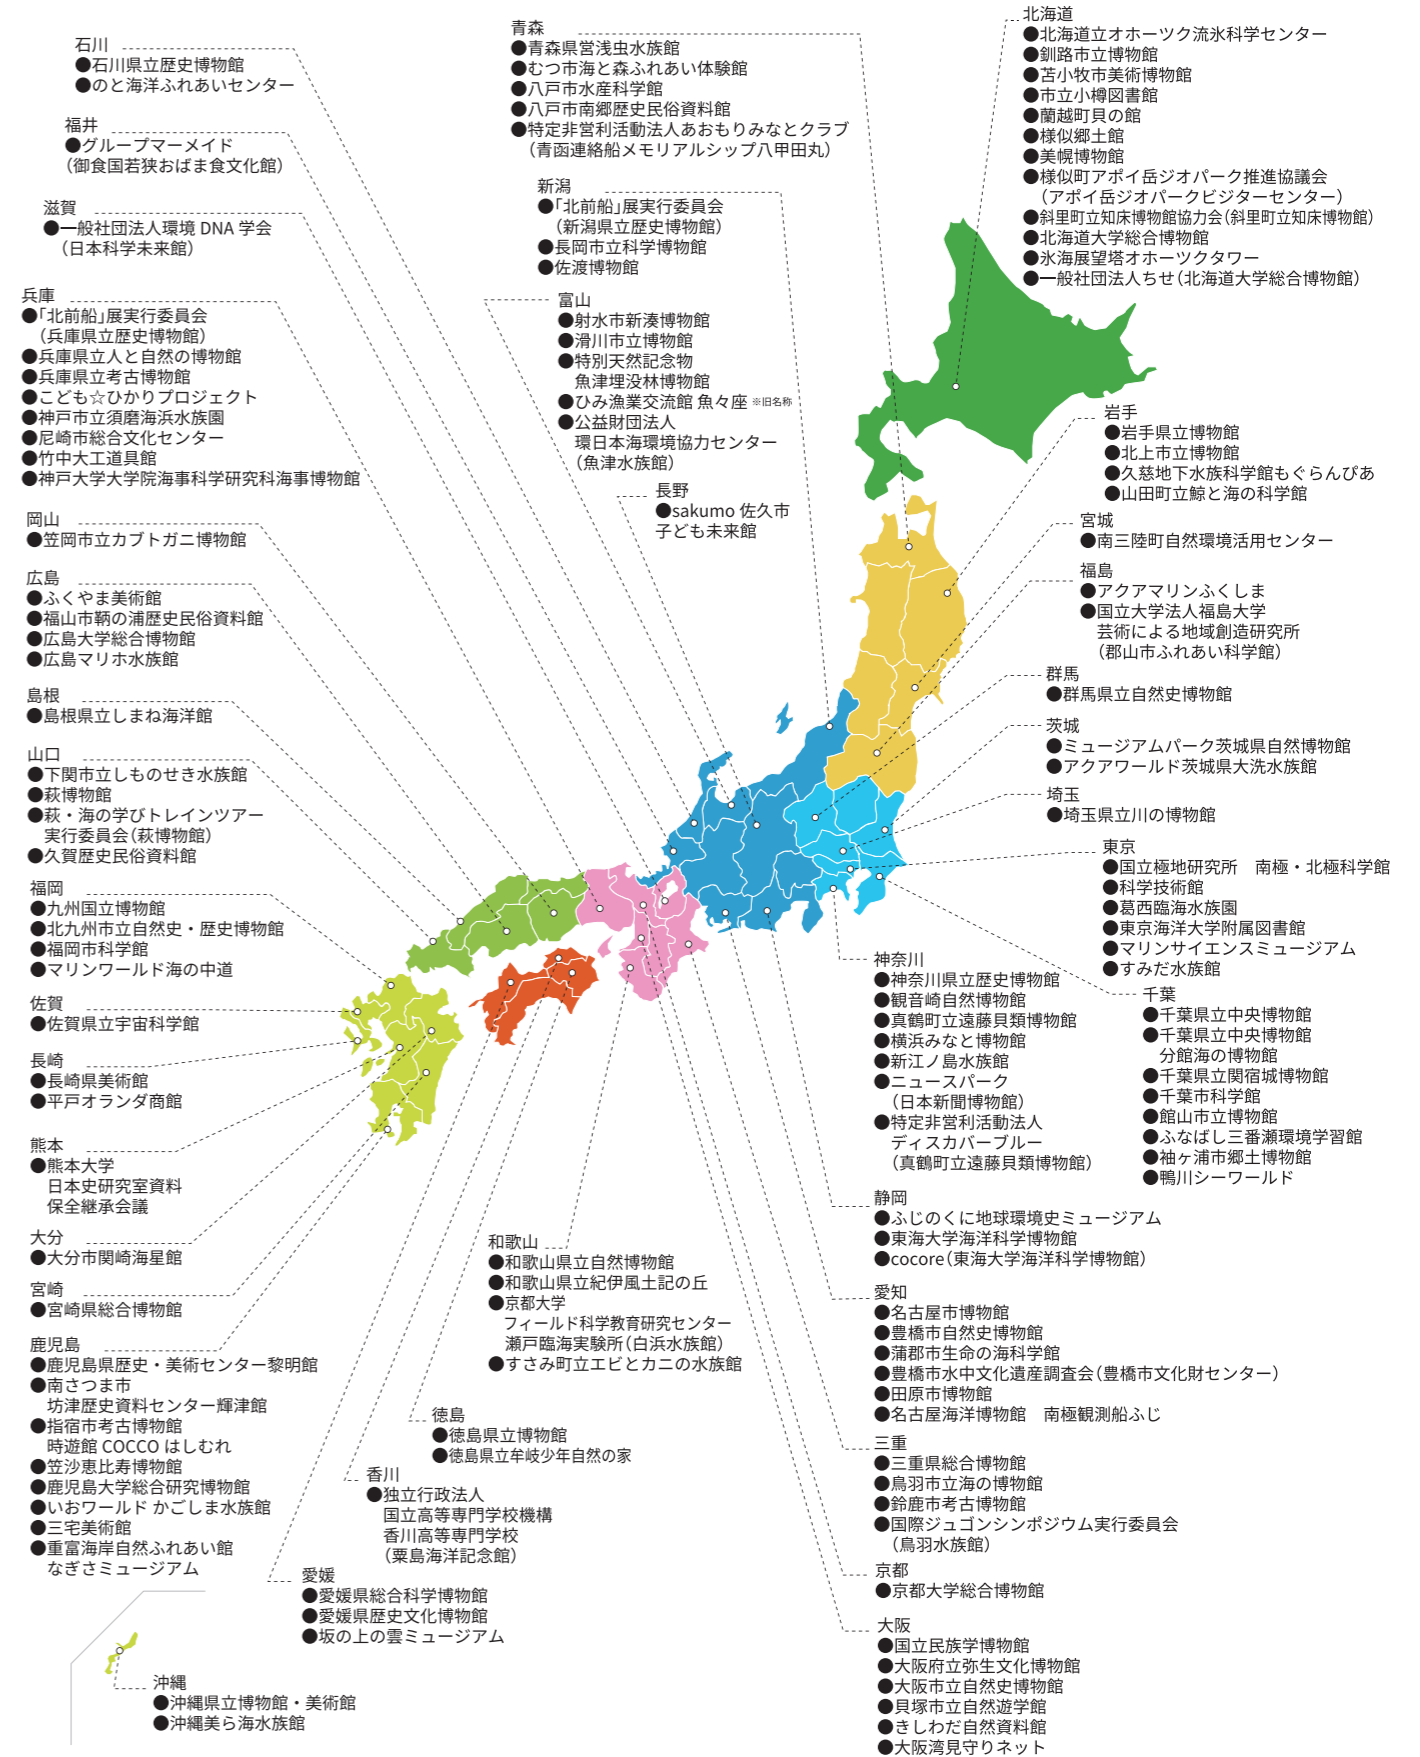 石川
●石川県立歴史博物館
●のと海洋ふれあいセンター
福井
●グループマーメイド
（御食国若狭おばま食文化館）
滋賀
●一般社団法人環境 DNA 学会
（日本科学未来館）
兵庫
●「北前船」展実行委員会
（兵庫県立歴史博物館）
●兵庫県立人と自然の博物館
●兵庫県立考古博物館
●こども☆ひかりプロジェクト
●神戸市立須磨海浜水族園
●尼崎市総合文化センター
●竹中大工道具館
●神戸大学大学院海事科学研究科海事博物館
岡山
●笠岡市立カブトガニ博物館
広島
●ふくやま美術館
●福山市鞆の浦歴史民俗資料館
●広島大学総合博物館
●広島マリホ水族館
島根
●島根県立しまね海洋館
山口
●下関市立しものせき水族館
●萩博物館
●萩・海の学びトレインツアー
実行委員会（萩博物館）
●久賀歴史民俗資料館
福岡
●九州国立博物館
●北九州市立自然史・歴史博物館
●福岡市科学館
●マリンワールド海の中道
佐賀
●佐賀県立宇宙科学館
長崎
●長崎県美術館
●平戸オランダ商館
熊本
●熊本大学
日本史研究室資料
保全継承会議
大分
●大分市関崎海星館
宮崎
●宮崎県総合博物館
鹿児島
●鹿児島県歴史・美術センター黎明館
●南さつま市
坊津歴史資料センター輝津館
●指宿市考古博物館
時遊館 COCCO はしむれ
●笠沙恵比寿博物館
●鹿児島大学総合研究博物館
●いおワールド かごしま水族館
●三宅美術館
●重富海岸自然ふれあい館
なぎさミュージアム
沖縄
●沖縄県立博物館・美術館
●沖縄美ら海水族館
青森
●青森県営浅虫水族館
●むつ市海と森ふれあい体験館
●八戸市水産科学館
●八戸市南郷歴史民俗資料館
●特定非営利活動法人あおもりみなとクラブ
（青函連絡船メモリアルシップ八甲田丸）
新潟
●「北前船」展実行委員会
（新潟県立歴史博物館）
●長岡市立科学博物館
●佐渡博物館
富山
●射水市新湊博物館
●滑川市立博物館
●特別天然記念物
魚津埋没林博物館
●ひみ漁業交流館 魚々座 ※旧名称
●公益財団法人
環日本海環境協力センター
（魚津水族館）
長野
●sakumo 佐久市
子ども未来館
和歌山
●和歌山県立自然博物館
●和歌山県立紀伊風土記の丘
●京都大学
フィールド科学教育研究センター
瀬戸臨海実験所（白浜水族館）
●すさみ町立エビとカニの水族館
徳島
●徳島県立博物館
●徳島県立牟岐少年自然の家
香川
●独立行政法人
国立高等専門学校機構
香川高等専門学校
（粟島海洋記念館）
愛媛
●愛媛県総合科学博物館
●愛媛県歴史文化博物館
●坂の上の雲ミュージアム
北海道
●北海道立オホーツク流氷科学センター
●釧路市立博物館
●苫小牧市美術博物館
●市立小樽図書館
●蘭越町貝の館
●様似郷土館
●美幌博物館
●様似町アポイ岳ジオパーク推進協議会
（アポイ岳ジオパークビジターセンター）
●斜里町立知床博物館協力会（斜里町立知床博物館）
●北海道大学総合博物館
●氷海展望塔オホーツクタワー
●一般社団法人ちせ（北海道大学総合博物館）
岩手
●岩手県立博物館
●北上市立博物館
●久慈地下水族科学館もぐらんぴあ
●山田町立鯨と海の科学館
宮城
●南三陸町自然環境活用センター
福島
●アクアマリンふくしま
●国立大学法人福島大学
芸術による地域創造研究所
（郡山市ふれあい科学館）
群馬
●群馬県立自然史博物館
茨城
●ミュージアムパーク茨城県自然博物館
●アクアワールド茨城県大洗水族館
埼玉
●埼玉県立川の博物館
東京
●国立極地研究所　南極・北極科学館
●科学技術館
●葛西臨海水族園
●東京海洋大学附属図書館
●マリンサイエンスミュージアム
●すみだ水族館
千葉
●千葉県立中央博物館
●千葉県立中央博物館
分館海の博物館
●千葉県立関宿城博物館
●千葉市科学館
●館山市立博物館
●ふなばし三番瀬環境学習館
●袖ヶ浦市郷土博物館
●鴨川シーワールド
神奈川
●神奈川県立歴史博物館
●観音崎自然博物館
●真鶴町立遠藤貝類博物館
●横浜みなと博物館
●新江ノ島水族館
●ニュースパーク
（日本新聞博物館）
●特定非営利活動法人
ディスカバーブルー
（真鶴町立遠藤貝類博物館）
静岡
●ふじのくに地球環境史ミュージアム
●東海大学海洋科学博物館
●cocore（東海大学海洋科学博物館）
愛知
●名古屋市博物館
●豊橋市自然史博物館
●蒲郡市生命の海科学館
●豊橋市水中文化遺産調査会（豊橋市文化財センター）
●田原市博物館
●名古屋海洋博物館　南極観測船ふじ
三重
●三重県総合博物館
●鳥羽市立海の博物館
●鈴鹿市考古博物館
●国際ジュゴンシンポジウム実行委員会
（鳥羽水族館）
京都
●京都大学総合博物館
大阪
●国立民族学博物館
●大阪府立弥生文化博物館
●大阪市立自然史博物館
●貝塚市立自然遊学館
●きしわだ自然資料館
●大阪湾見守りネット